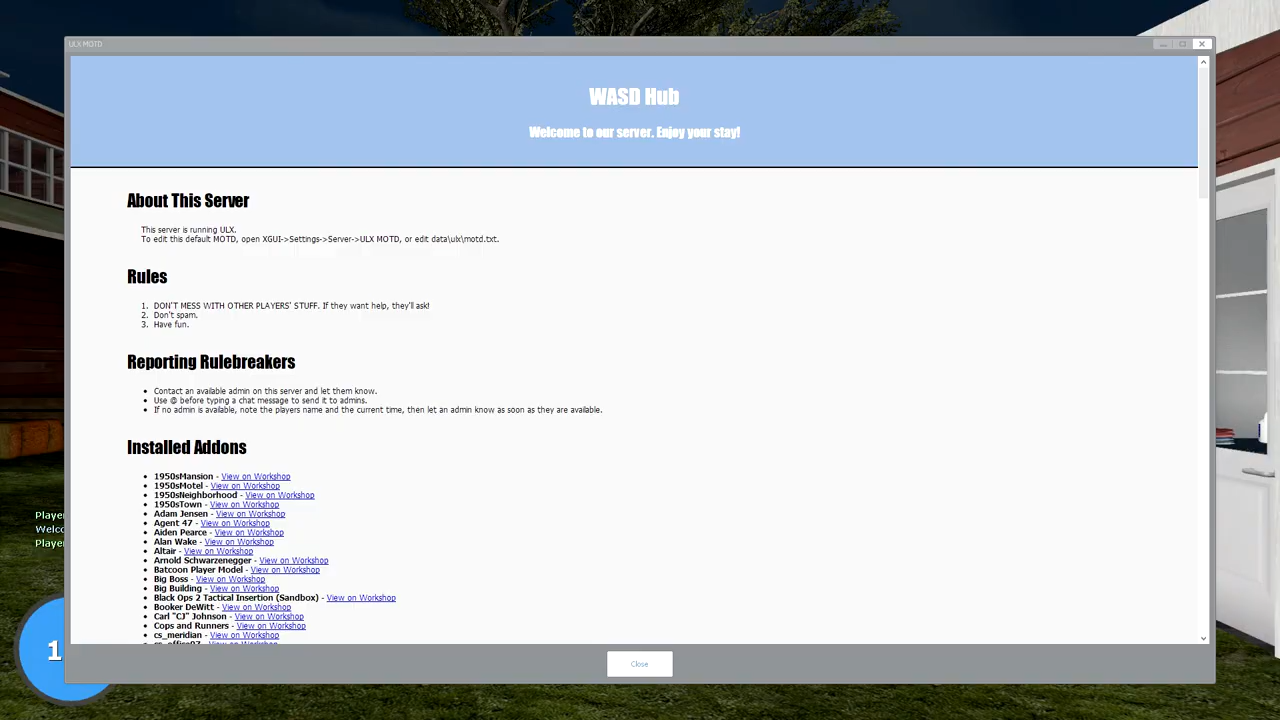 ULX MOTD
WASD Hub
Welcome to our server. Enjoy your stay!
About This Server
This server is running ULX.
To edit this default MOTD, open XGUI->Settings->Server->ULX MOTD, or edit data\ulx\motd.txt.
Rules
1. DON'T MESS WITH OTHER PLAYERS' STUFF. If they want help, they'll ask!
2. Don't spam.
3. Have fun.
Reporting Rulebreakers
• Contact an available admin on this server and let them know.
• Use @ before typing a chat message to send it to admins.
• If no admin is available, note the players name and the current time, then let an admin know as soon as they are available.
Installed Addons
• 1950sMansion - View on Workshop
• 1950sMotel - View on Workshop
• 1950sNeighborhood - View on Workshop
• 1950sTown - View on Workshop
• Adam Jensen - View on Workshop
• Agent 47 - View on Workshop
• Aiden Pearce - View on Workshop
• Alan Wake - View on Workshop
• Altair - View on Workshop
• Arnold Schwarzenegger - View on Workshop
• Batcoon Player Model - View on Workshop
• Big Boss - View on Workshop
• Big Building - View on Workshop
• Black Ops 2 Tactical Insertion (Sandbox) - View on Workshop
• Booker DeWitt - View on Workshop
• Carl "CJ" Johnson - View on Workshop
• Cops and Runners - View on Workshop
• cs_meridian - View on Workshop
Playe
Welco
Playe
1
Close